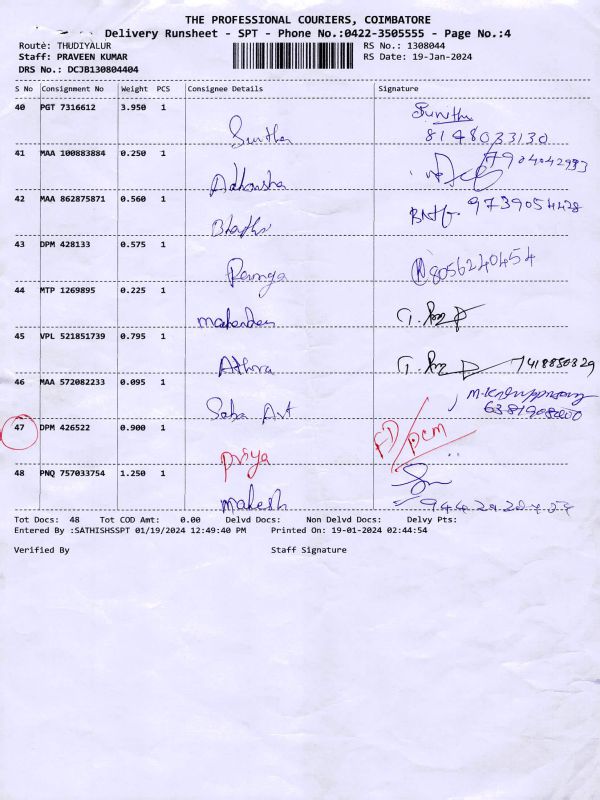 THE PROFESSIONAL COURIERS, COIMBATORE
Delivery Runsheet - SPT - Phone No.:0422-3505555 - Page No.:4
Route: THUDIYALUR RS No.: 1308044
Staff: PRAVEEN KUMAR RS Date: 19-Jan-2024
DRS No.: DCJB130804404
S No Consignment No Weight PCS Consignee Details Signature
40 PGT 7316612 3.950 1 Sunitha
8148033130
41 MAA 100883884 0.250 1 7904042993
42 MAA 862875871 0.560 1 9739054428
43 DPM 428133 0.575 1 Ramya 8056240454
44 MTP 1269895 0.225 1
45 VPL 521851739 0.795 1 Athira
46 MAA 572082233 0.095 1 Saba Art
47 DPM 426522 0.900 1 Priya FD/PCM
48 PNQ 757033754 1.250 1 Mahesh
Tot Docs: 48 Tot COD Amt: 0.00 Delvd Docs: Non Delvd Docs: Delvy Pts:
Entered By :SATHISHSSPT 01/19/2024 12:49:40 PM Printed On: 19-01-2024 02:44:54
Verified By Staff Signature